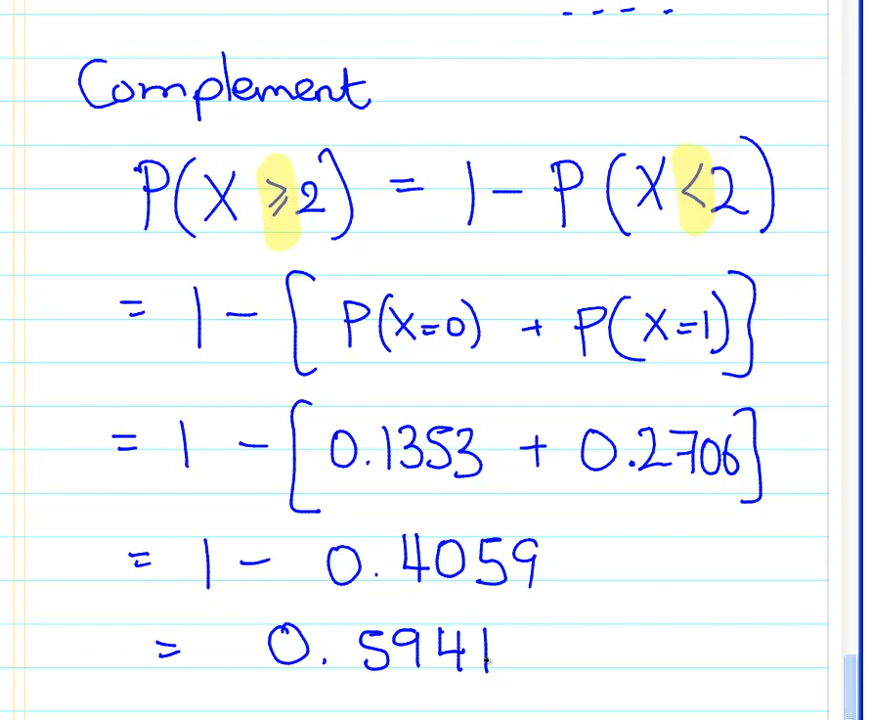 Complement
P(X ⩾ 2) = 1 - P(X < 2)
= 1 - [P(X=0) + P(X=1)]
= 1 - [0.1353 + 0.2706]
= 1 - 0.4059
= 0.5941